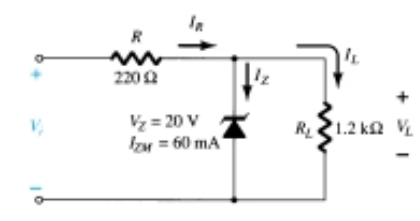 R
I_R
I_L
220 Ω
I_Z
+
+
V_i
V_Z = 20 V
I_ZM = 60 mA
R_L
1.2 kΩ
V_L
−
−